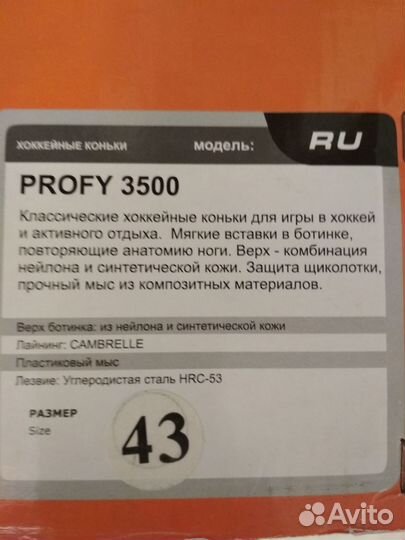 ХОККЕЙНЫЕ КОНЬКИ
модель:
RU
PROFY 3500
Классические хоккейные коньки для игры в хоккей
и активного отдыха. Мягкие вставки в ботинке,
повторяющие анатомию ноги. Верх - комбинация
нейлона и синтетической кожи. Защита щиколотки,
прочный мыс из композитных материалов.
Верх ботинка: из нейлона и синтетической кожи
Лайнинг: CAMBRELLE
Пластиковый мыс
Лезвие: Углеродистая сталь HRC-53
РАЗМЕР
Size
43
Avito